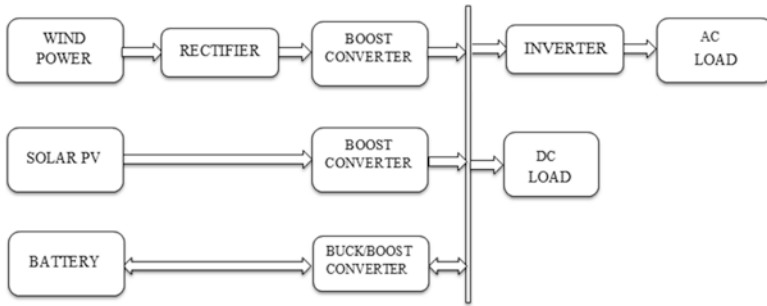 WIND
POWER
RECTIFIER
BOOST
CONVERTER
INVERTER
AC
LOAD
SOLAR PV
BOOST
CONVERTER
DC
LOAD
BATTERY
BUCK/BOOST
CONVERTER